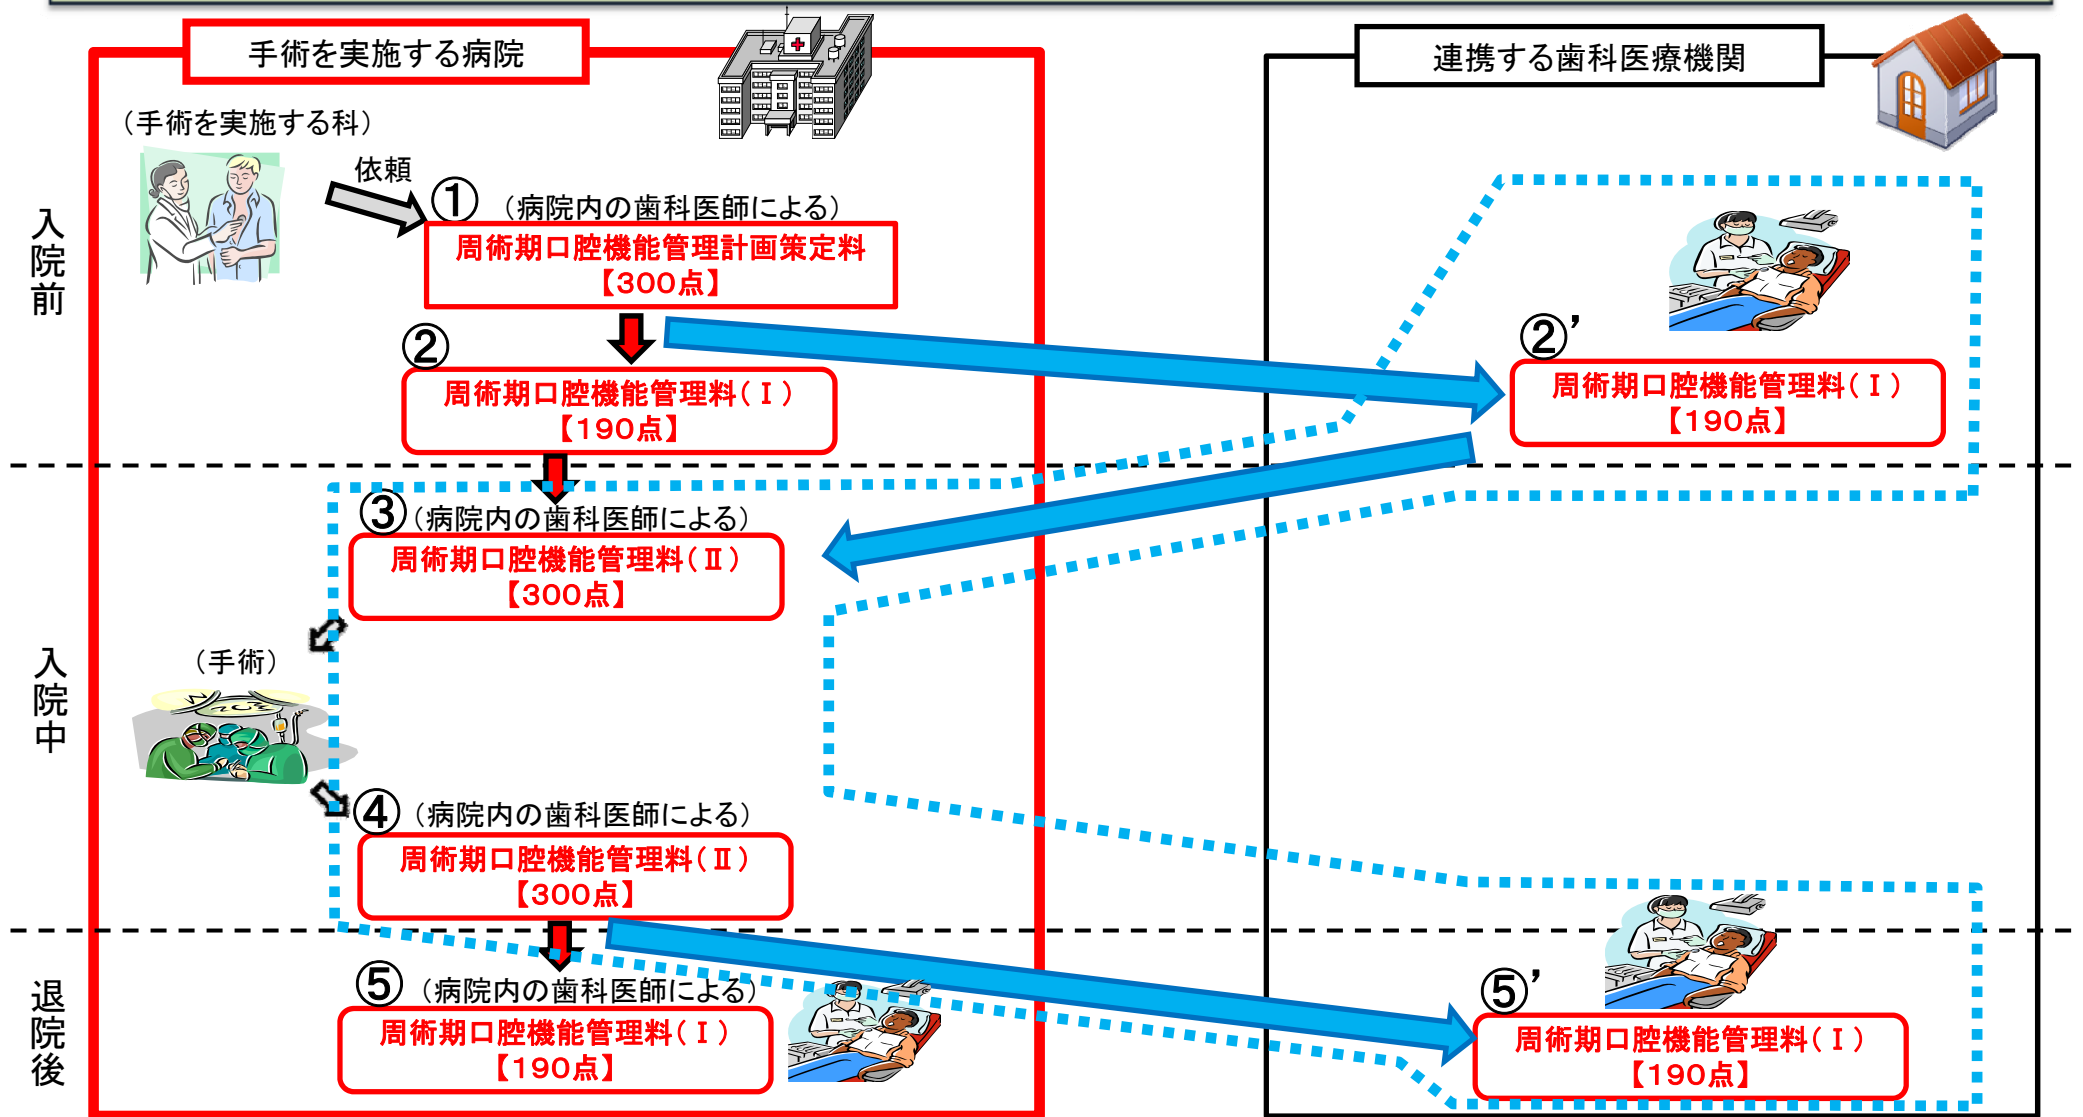 手術を実施する病院
連携する歯科医療機関
(手術を実施する科)
依頼
入院前
① (病院内の歯科医師による)
周術期口腔機能管理計画策定料
【300点】
②
周術期口腔機能管理料(Ⅰ)
【190点】
②’
周術期口腔機能管理料(Ⅰ)
【190点】
入院中
③(病院内の歯科医師による)
周術期口腔機能管理料(Ⅱ)
【300点】
(手術)
④ (病院内の歯科医師による)
周術期口腔機能管理料(Ⅱ)
【300点】
退院後
⑤ (病院内の歯科医師による)
周術期口腔機能管理料(Ⅰ)
【190点】
⑤’
周術期口腔機能管理料(Ⅰ)
【190点】